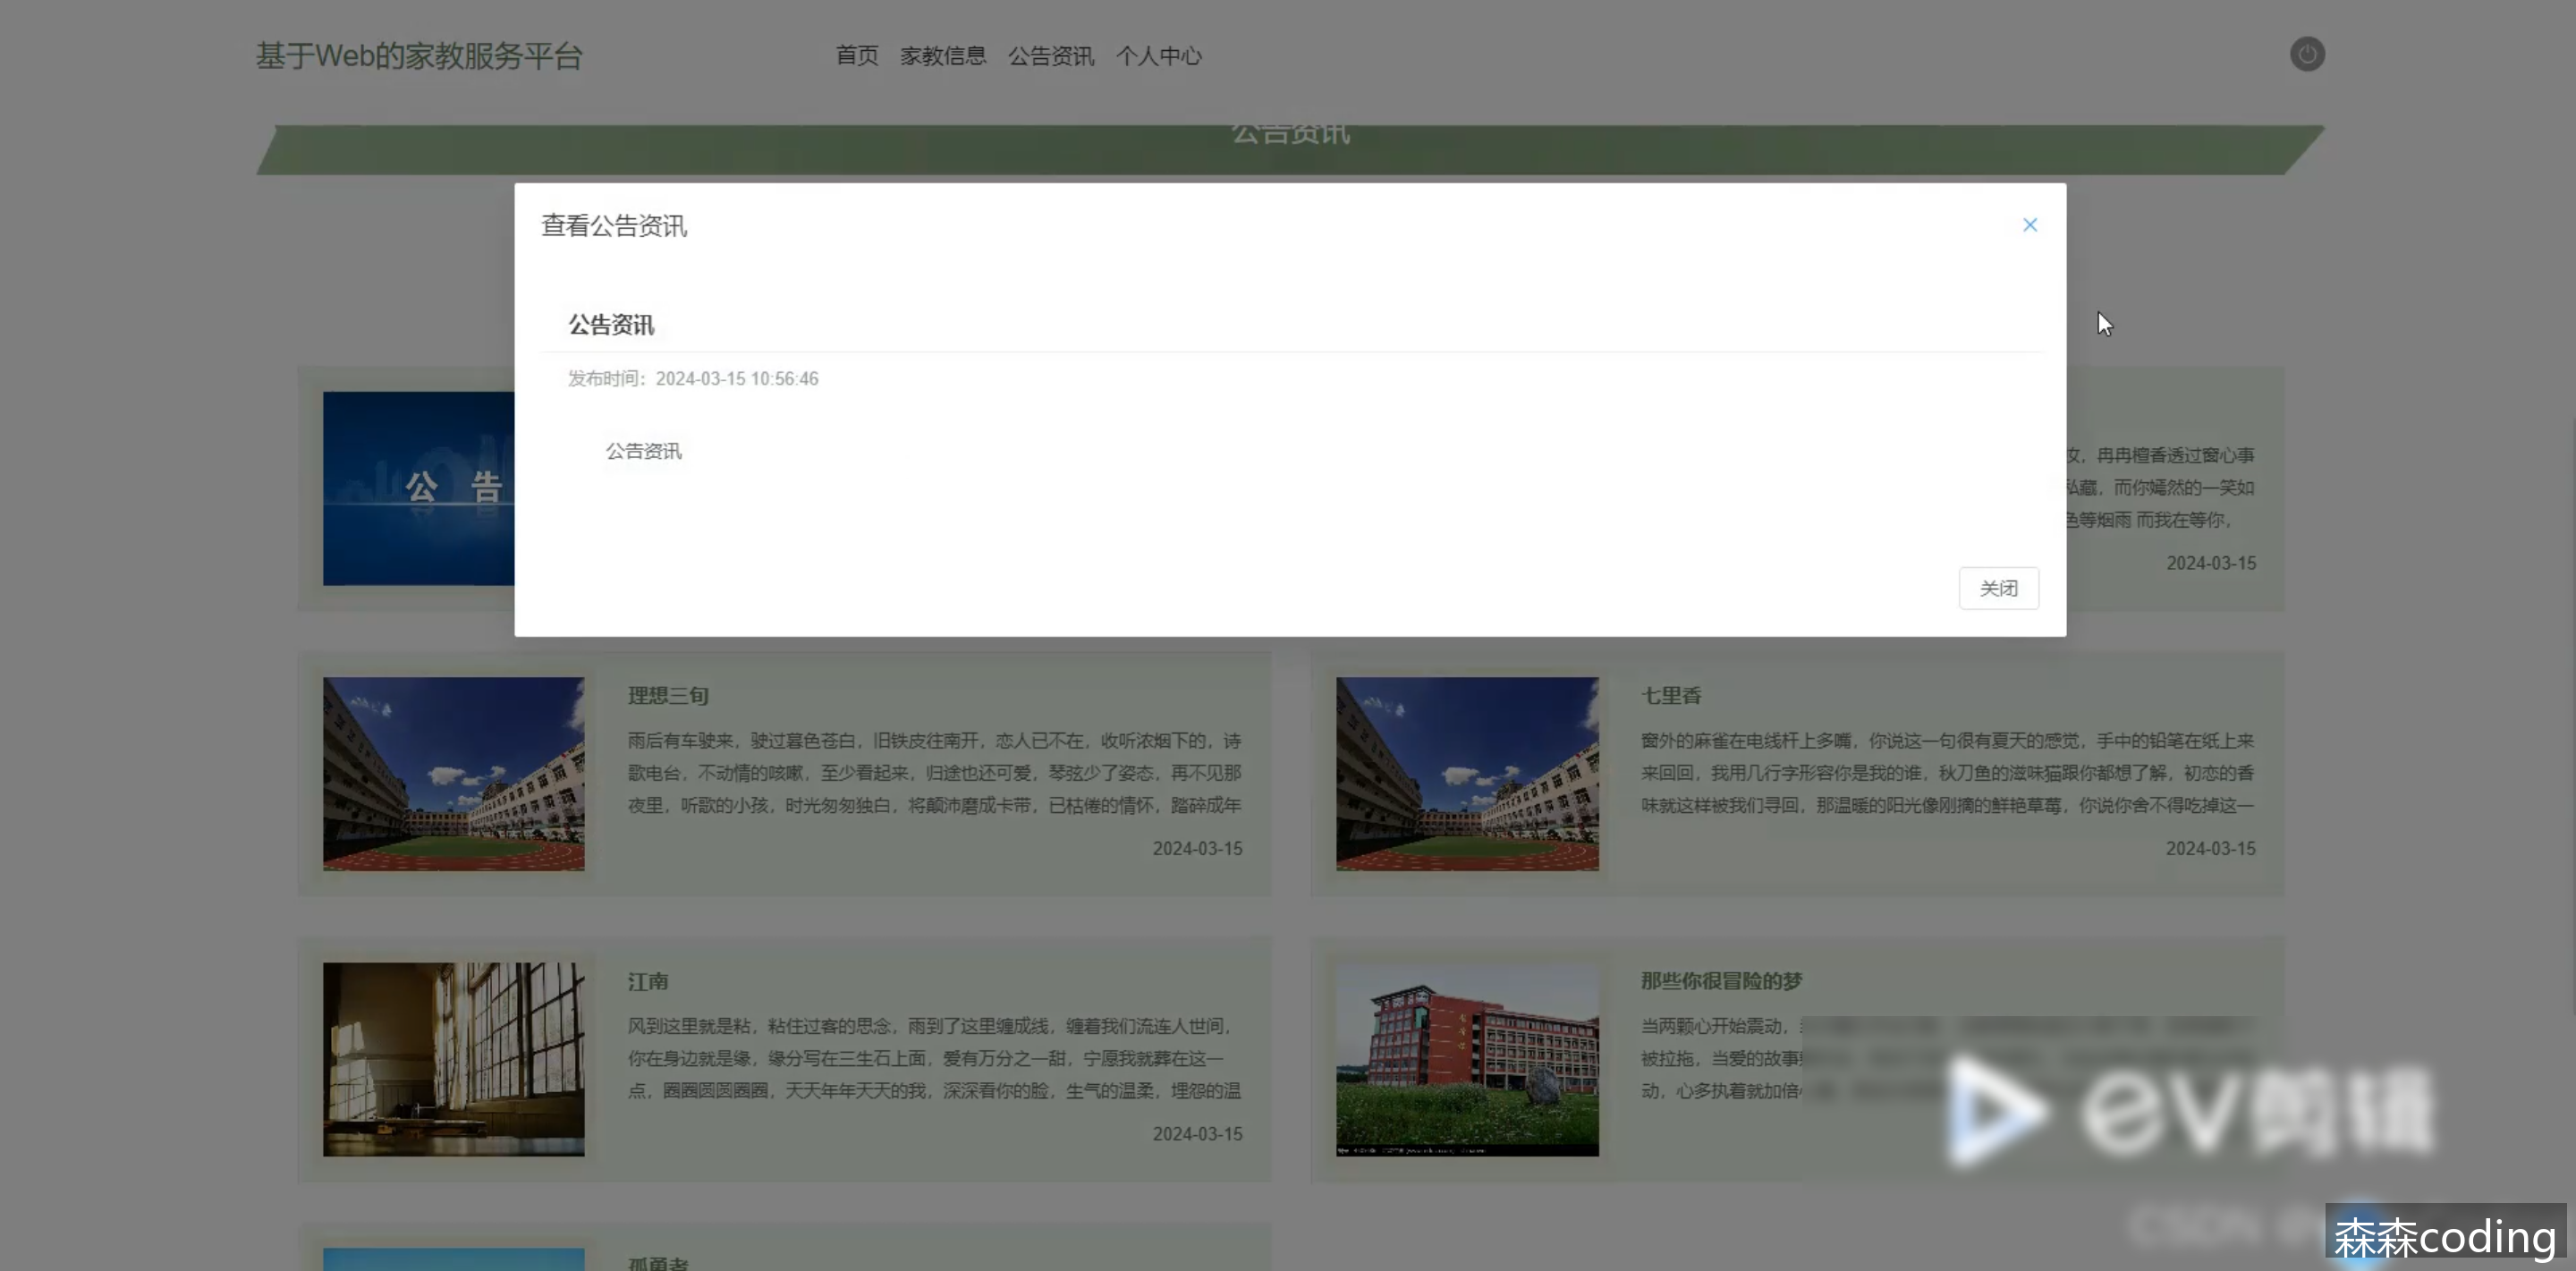 基于Web的家教服务平台
首页 家教信息 公告资讯 个人中心
公告资讯
查看公告资讯
公告资讯
发布时间：2024-03-15 10:56:46
公告资讯
关闭
公 告
妆，冉冉檀香透过窗心事
私藏，而你嫣然的一笑如
色等烟雨 而我在等你，
2024-03-15
理想三旬
雨后有车驶来，驶过暮色苍白，旧铁皮往南开，恋人已不在，收听浓烟下的，诗
歌电台，不动情的咳嗽，至少看起来，归途也还可爱，琴弦少了姿态，再不见那
夜里，听歌的小孩，时光匆匆独白，将颠沛磨成卡带，已枯倦的情怀，踏碎成年
2024-03-15
七里香
窗外的麻雀在电线杆上多嘴，你说这一句很有夏天的感觉，手中的铅笔在纸上来
来回回，我用几行字形容你是我的谁，秋刀鱼的滋味猫跟你都想了解，初恋的香
味就这样被我们寻回，那温暖的阳光像刚摘的鲜艳草莓，你说你舍不得吃掉这一
2024-03-15
江南
风到这里就是粘，粘住过客的思念，雨到了这里缠成线，缠着我们流连人世间，
你在身边就是缘，缘分写在三生石上面，爱有万分之一甜，宁愿我就葬在这一
点，圈圈圆圆圈圈，天天年年天天的我，深深看你的脸，生气的温柔，埋怨的温
2024-03-15
那些你很冒险的梦
当两颗心开始震动，
被拉拖，当爱的故事
动，心多执着就加倍
ev剪辑
孤勇者
CSDN
森森coding